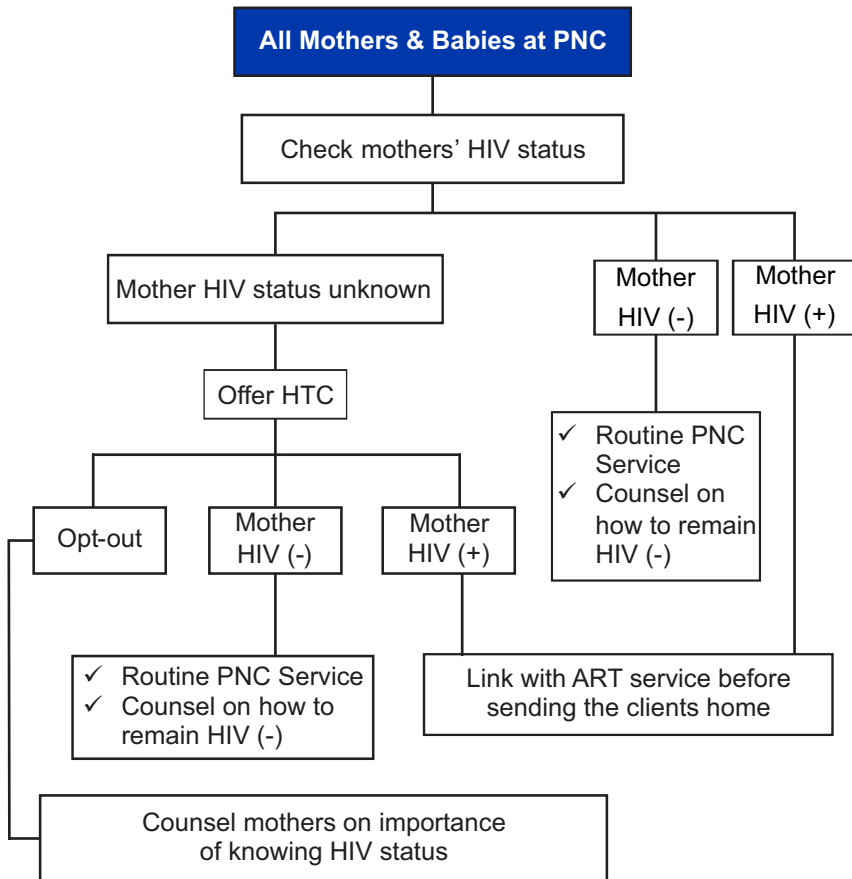 All Mothers & Babies at PNC
Check mothers’ HIV status
Mother HIV status unknown
Mother
HIV (-)
Mother
HIV (+)
Offer HTC
✓ Routine PNC
Service
✓ Counsel on
how to remain
HIV (-)
Opt-out
Mother
HIV (-)
Mother
HIV (+)
✓ Routine PNC Service
✓ Counsel on how to
remain HIV (-)
Link with ART service before
sending the clients home
Counsel mothers on importance
of knowing HIV status